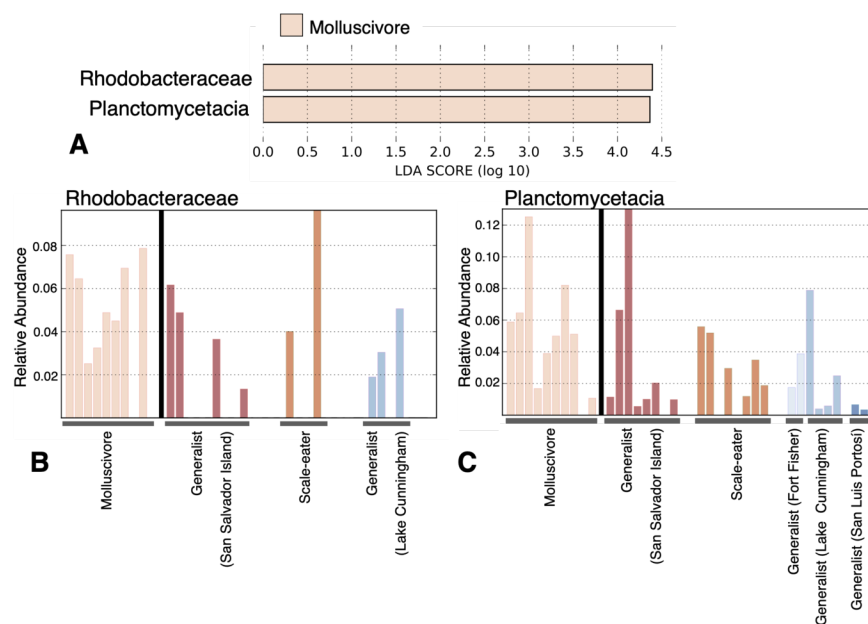 Molluscivore
Rhodobacteraceae
Planctomycetacia
A
0.0 0.5 1.0 1.5 2.0 2.5 3.0 3.5 4.0 4.5
LDA SCORE (log 10)
Rhodobacteraceae
Relative Abundance
0.08
0.06
0.04
0.02
Molluscivore
Generalist
(San Salvador Island)
Scale-eater
Generalist
(Lake Cunningham)
B
Planctomycetacia
Relative Abundance
0.12
0.10
0.08
0.06
0.04
0.02
Molluscivore
Generalist
(San Salvador Island)
Scale-eater
Generalist (Fort Fisher)
Generalist (Lake Cunningham)
Generalist (San Luis Portosi)
C